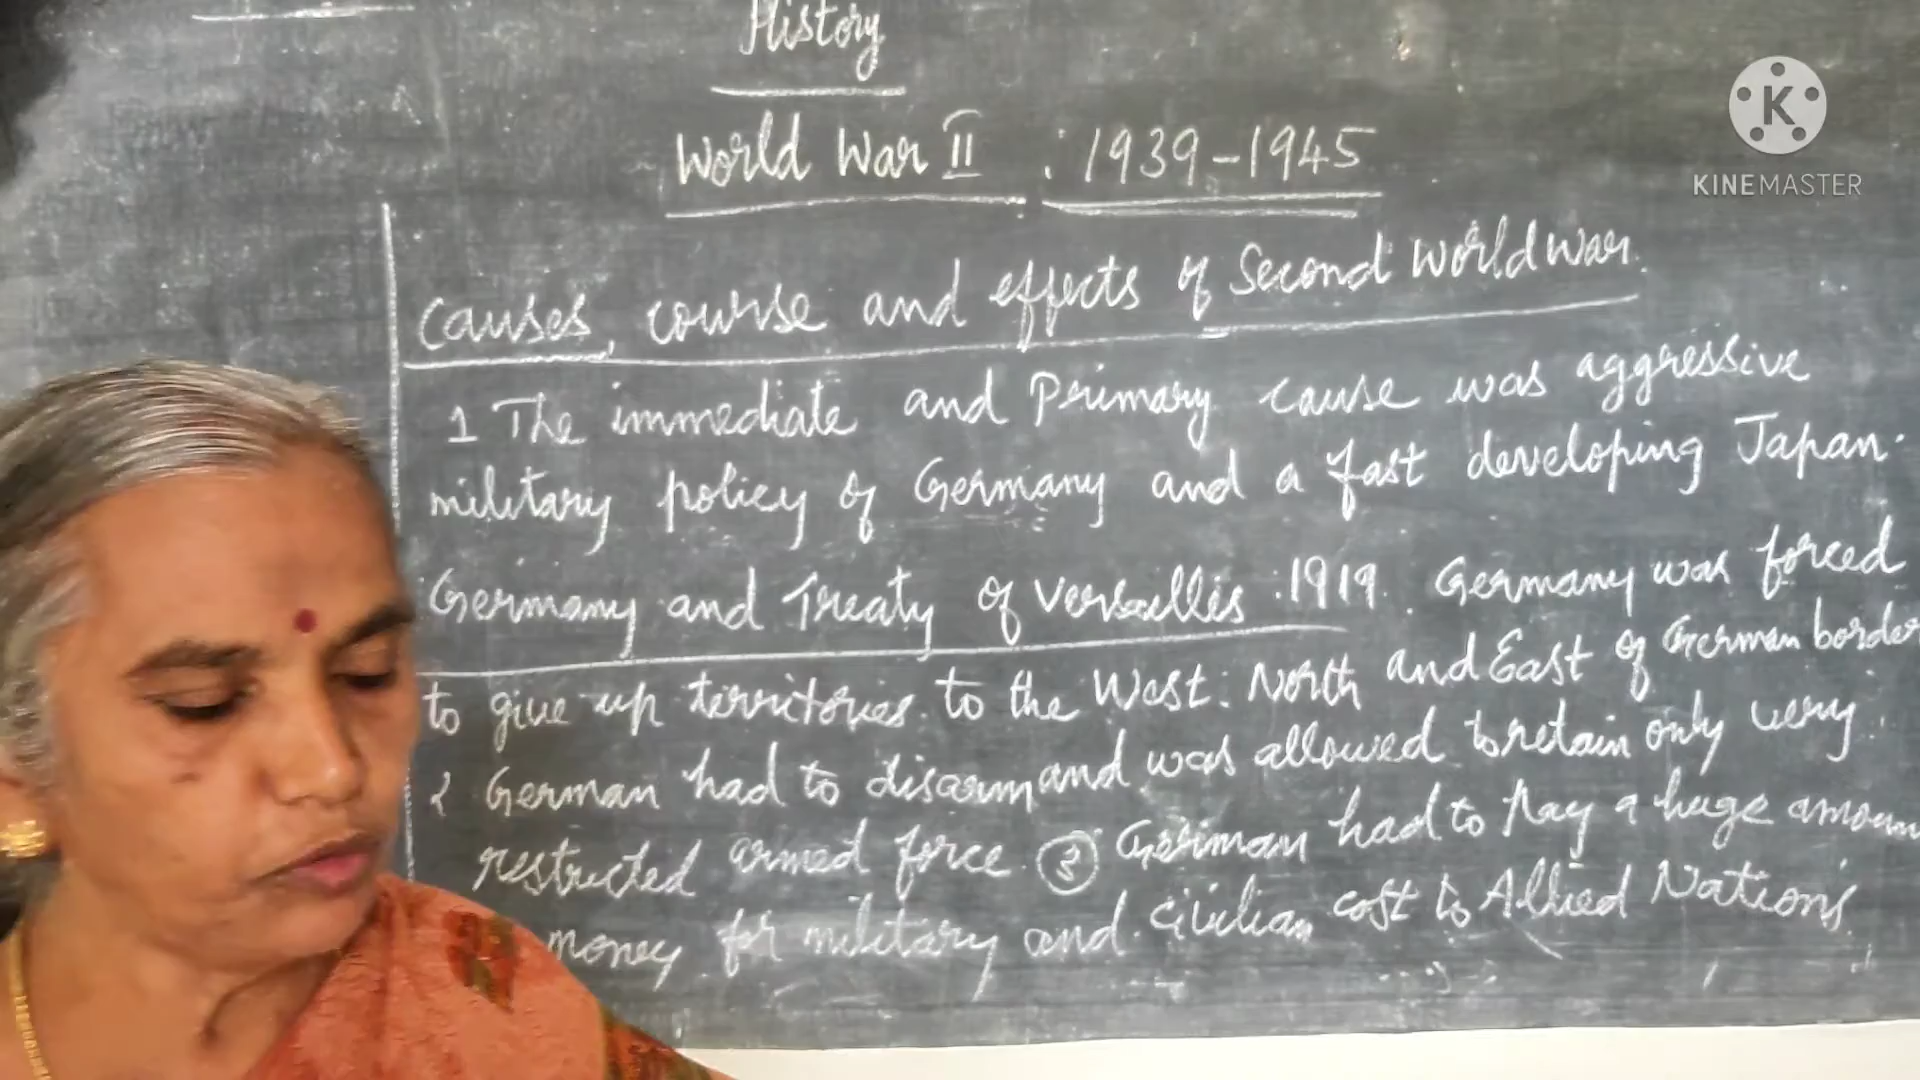 History
World War II : 1939-1945
K
KINEMASTER
causes, course and effects of Second World War.
1 The immediate and Primary cause was aggressive
military policy of Germany and a fast developing Japan.
Germany and Treaty of Versaillis : 1919. Germany was forced
to give up territories to the West. North and East of German border
2 German had to disarm and was allowed to retain only very
restructed armed force. ③ German had to Pay a huge amoun
money for military and civilian cost to Allied Nations